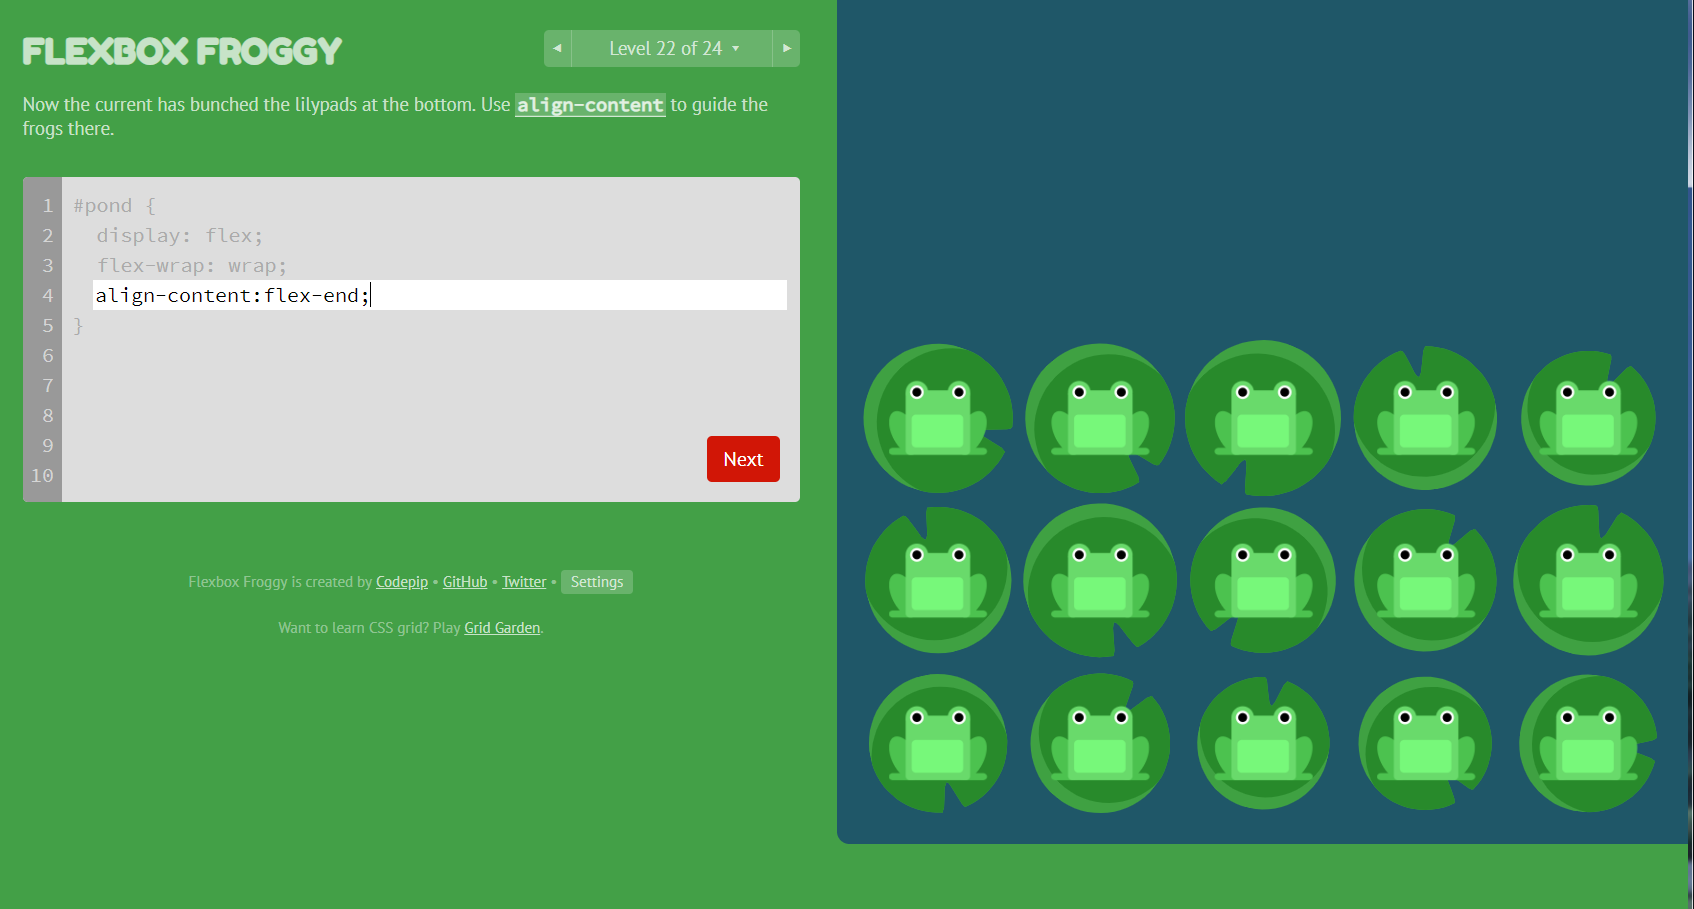 FLEXBOX FROGGY
◀ Level 22 of 24 ▼ ▶
Now the current has bunched the lilypads at the bottom. Use align-content to guide the
frogs there.
1 #pond {
2 display: flex;
3 flex-wrap: wrap;
4 align-content:flex-end;
5 }
6
7
8
9
10
Next
Flexbox Froggy is created by Codepip • GitHub • Twitter • Settings
Want to learn CSS grid? Play Grid Garden.